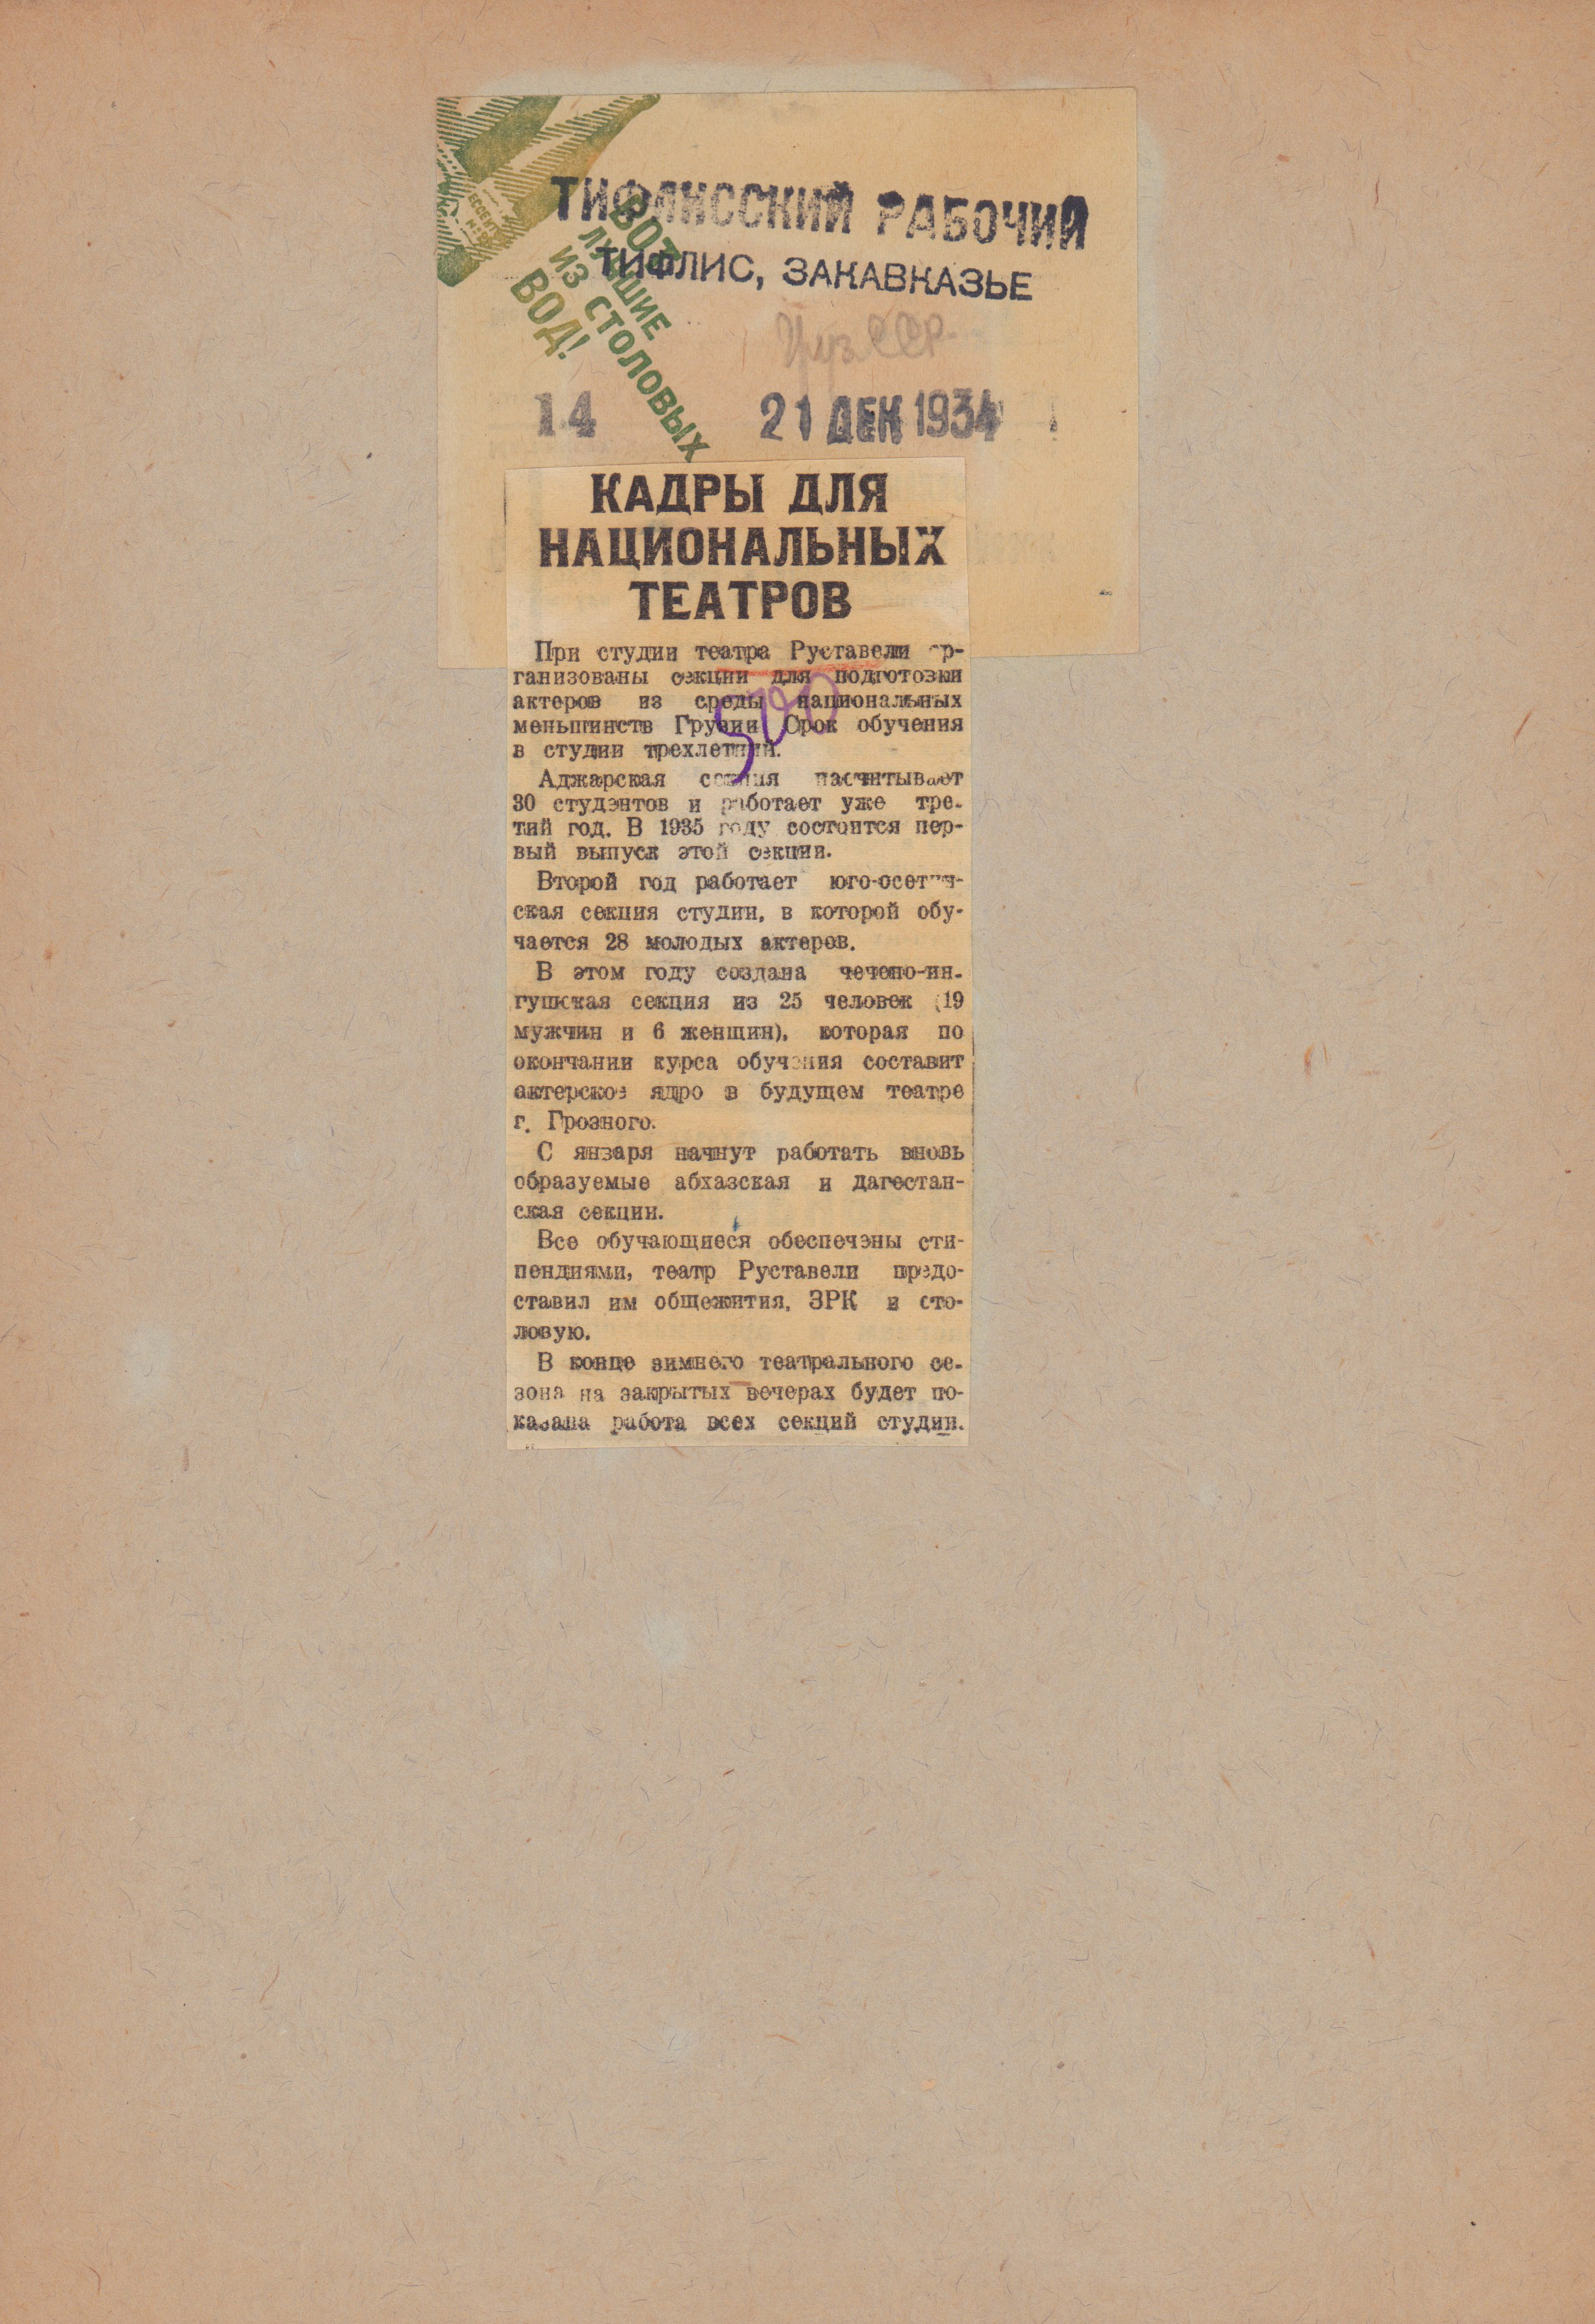 ТИФЛИССКИЙ РАБОЧИЙ
ТИФЛИС, ЗАКАВКАЗЬЕ
ВОТ
ЛУЧШИЕ
ИЗ СТОЛОВЫХ
ВОД!
Груз. ССР.
14 21 ДЕК 1934
КАДРЫ ДЛЯ
НАЦИОНАЛЬНЫХ
ТЕАТРОВ
При студии театра Руставели ор-
ганизованы секции для подготовки
актеров из среды национальных
меньшинств Грузии Срок обучения
в студии трехлетний.
500
Аджарская секция насчитывает
30 студентов и работает уже тре-
тий год. В 1935 году состоится пер-
вый выпуск этой секции.
Второй год работает юго-осетин-
ская секция студии, в которой обу-
чается 28 молодых актеров.
В этом году создана чечено-ин-
гушская секция из 25 человек (19
мужчин и 6 женщин), которая по
окончании курса обучения составит
актерское ядро в будущем театре
г. Грозного.
С января начнут работать вновь
образуемые абхазская и дагестан-
ская секции.
Все обучающиеся обеспечены сти-
пендиями, театр Руставели предо-
ставил им общежития, ЗРК и сто-
ловую.
В конце зимнего театрального се-
зона на закрытых вечерах будет по-
казана работа всех секций студии.